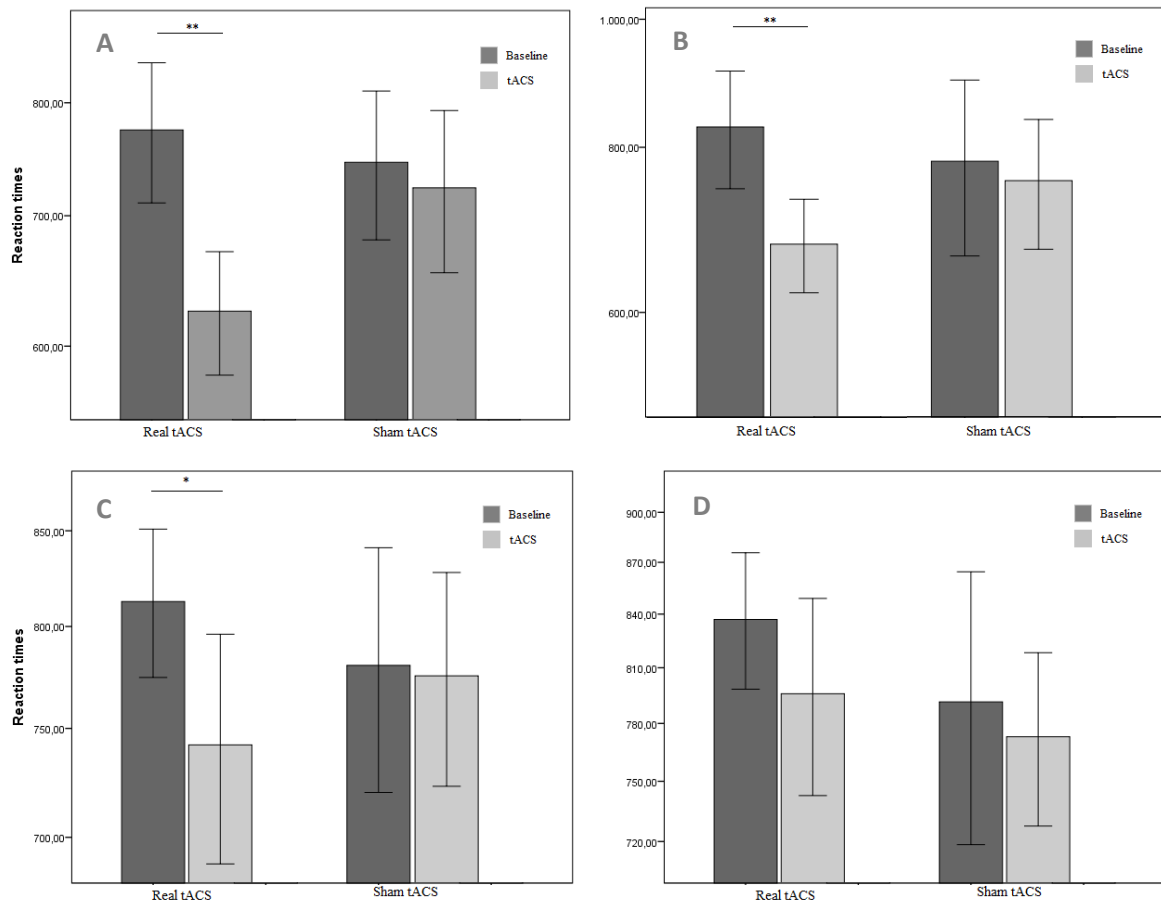 A
**
Baseline
tACS
800,00
700,00
600,00
Reaction times
Real tACS
Sham tACS
B
**
Baseline
tACS
1.000,00
800,00
600,00
Real tACS
Sham tACS
C
*
Baseline
tACS
850,00
800,00
750,00
700,00
Reaction times
Real tACS
Sham tACS
D
Baseline
tACS
900,00
870,00
840,00
810,00
780,00
750,00
720,00
Real tACS
Sham tACS